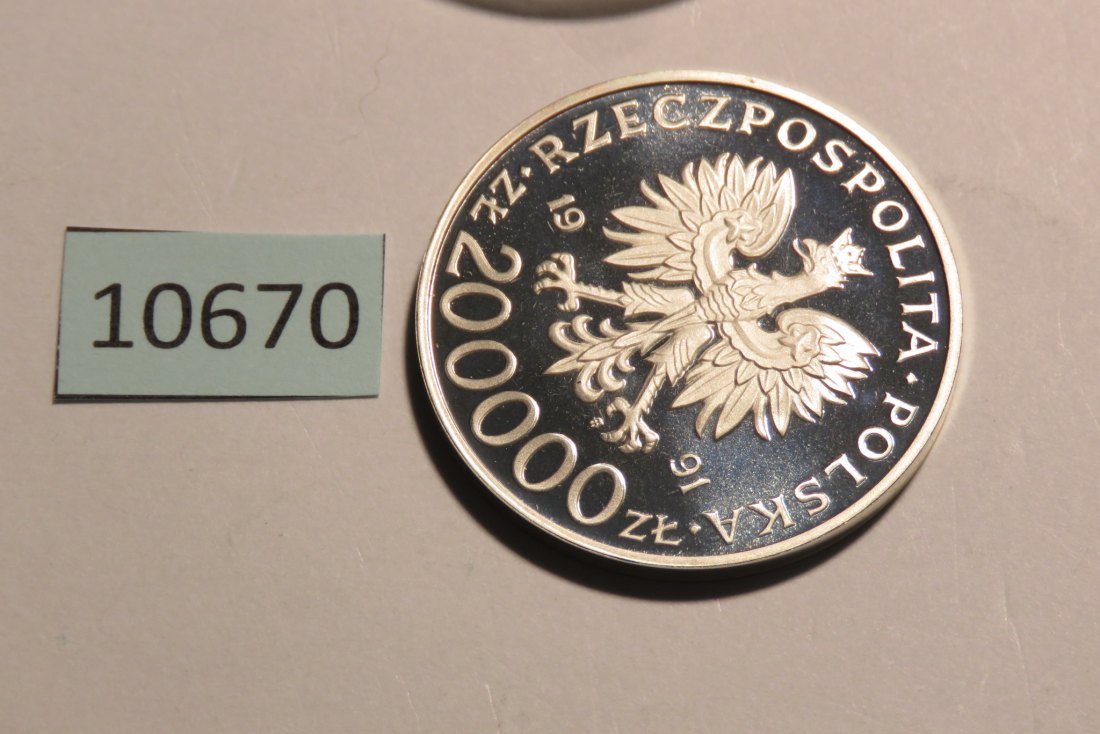 10670
RZECZPOSPOLITA · POLSKA ·
19 91
ZŁ 200000 ZŁ ·